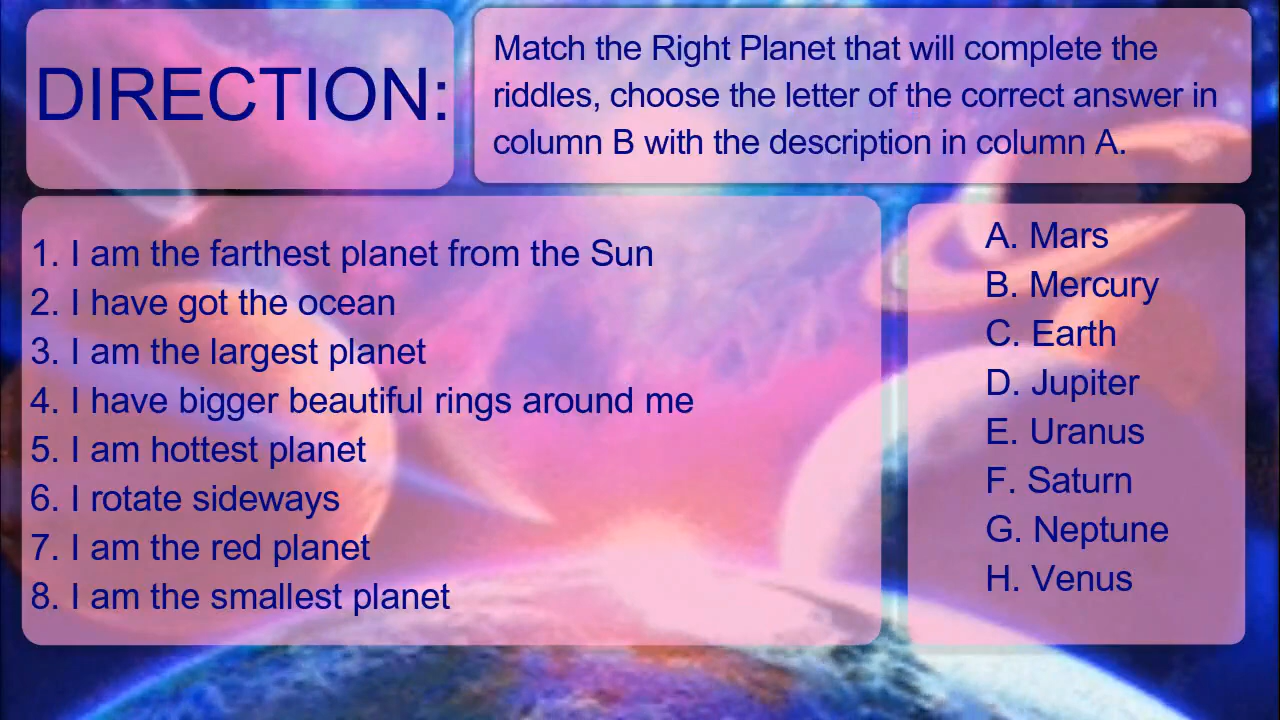 DIRECTION:
Match the Right Planet that will complete the
riddles, choose the letter of the correct answer in
column B with the description in column A.
1. I am the farthest planet from the Sun
2. I have got the ocean
3. I am the largest planet
4. I have bigger beautiful rings around me
5. I am hottest planet
6. I rotate sideways
7. I am the red planet
8. I am the smallest planet
A. Mars
B. Mercury
C. Earth
D. Jupiter
E. Uranus
F. Saturn
G. Neptune
H. Venus